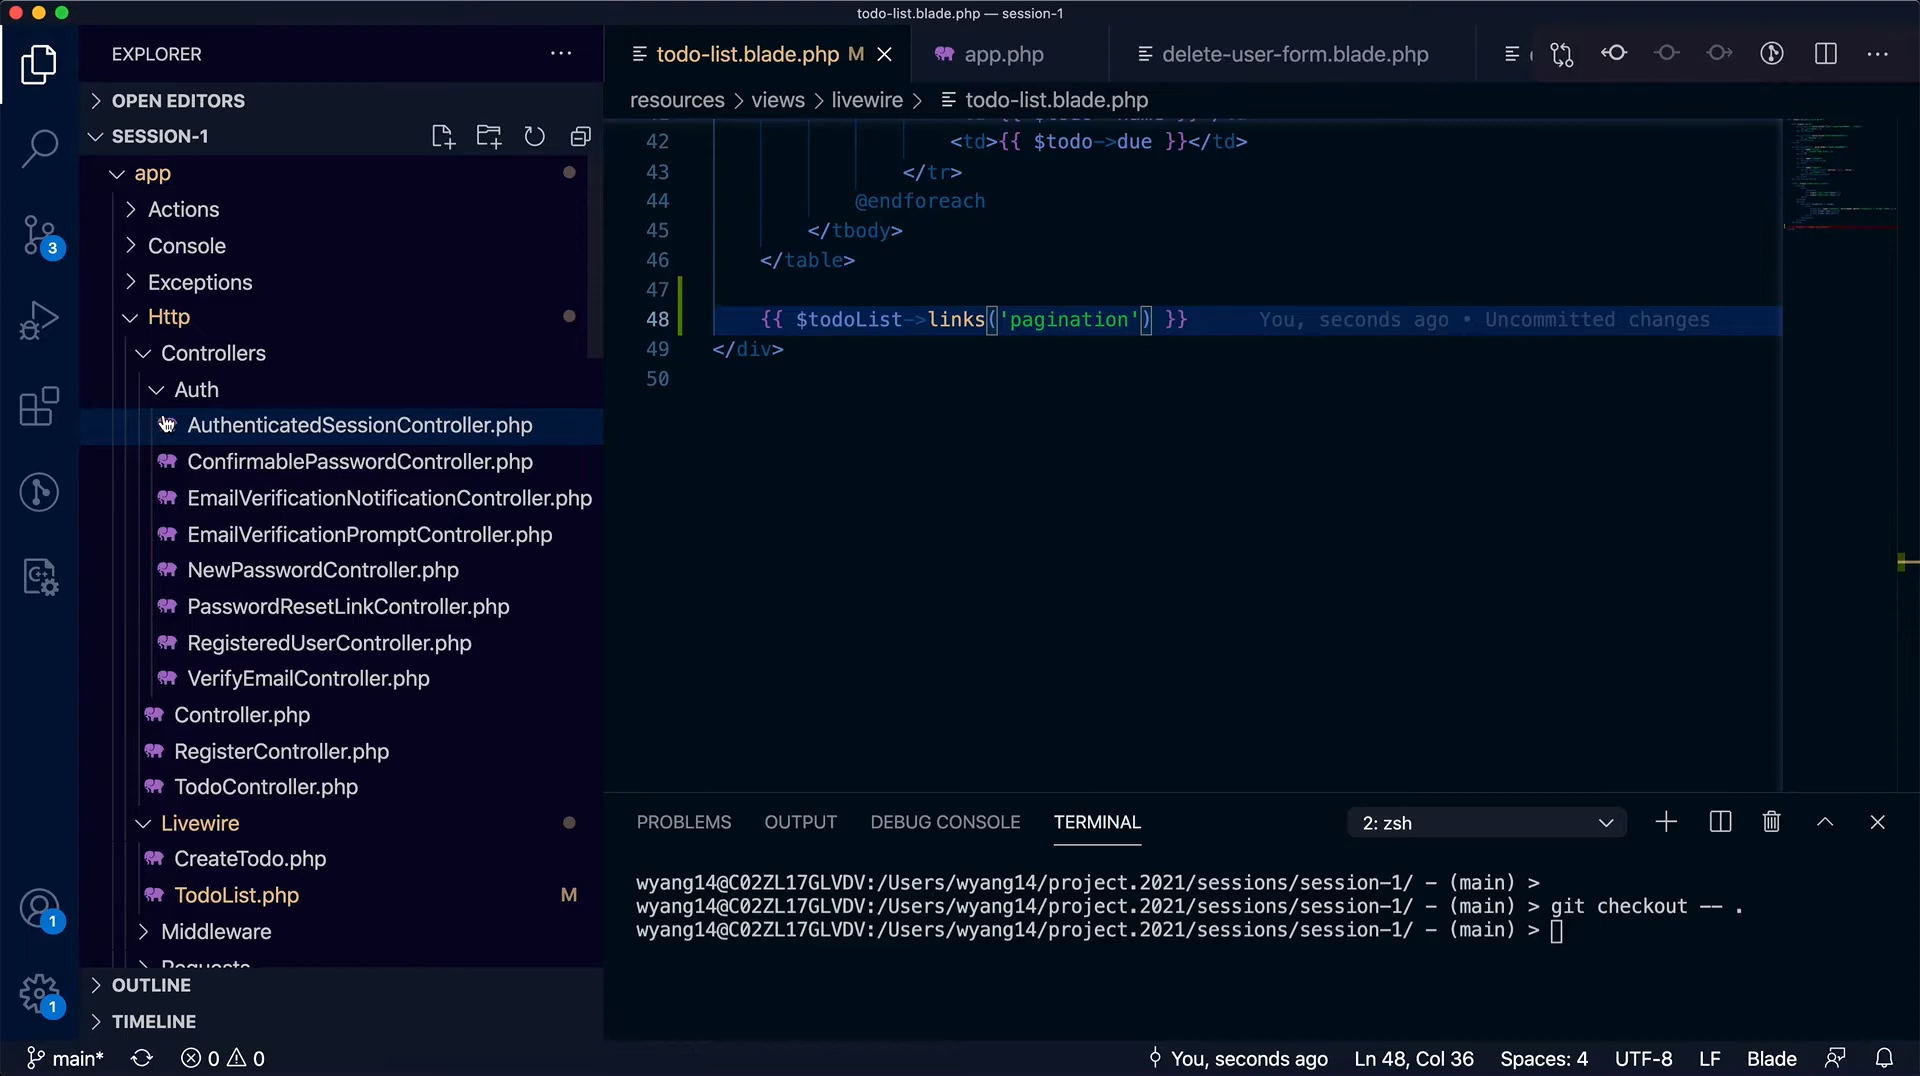 todo-list.blade.php — session-1
EXPLORER
todo-list.blade.php M
app.php
delete-user-form.blade.php
OPEN EDITORS
SESSION-1
resources > views > livewire > todo-list.blade.php
app
Actions
Console
Exceptions
Http
Controllers
Auth
AuthenticatedSessionController.php
ConfirmablePasswordController.php
EmailVerificationNotificationController.php
EmailVerificationPromptController.php
NewPasswordController.php
PasswordResetLinkController.php
RegisteredUserController.php
VerifyEmailController.php
Controller.php
RegisterController.php
TodoController.php
Livewire
CreateTodo.php
TodoList.php M
Middleware
Requests
OUTLINE
TIMELINE
3
1
1
42 <td>{{ $todo->due }}</td>
43 </tr>
44 @endforeach
45 </tbody>
46 </table>
47
48 {{ $todoList->links('pagination') }} You, seconds ago • Uncommitted changes
49 </div>
50
PROBLEMS OUTPUT DEBUG CONSOLE TERMINAL 2: zsh
wyang14@C02ZL17GLVDV:/Users/wyang14/project.2021/sessions/session-1/ - (main) >
wyang14@C02ZL17GLVDV:/Users/wyang14/project.2021/sessions/session-1/ - (main) > git checkout -- .
wyang14@C02ZL17GLVDV:/Users/wyang14/project.2021/sessions/session-1/ - (main) >
main* 0 0 You, seconds ago Ln 48, Col 36 Spaces: 4 UTF-8 LF Blade